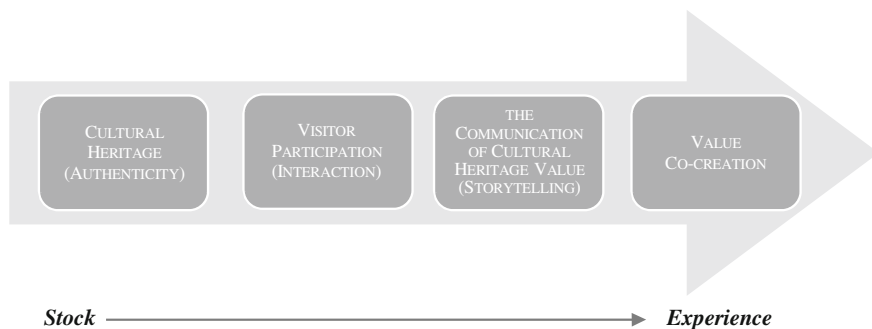 CULTURAL
HERITAGE
(AUTHENTICITY)
VISITOR
PARTICIPATION
(INTERACTION)
THE
COMMUNICATION
OF CULTURAL
HERITAGE VALUE
(STORYTELLING)
VALUE
CO-CREATION
Stock
Experience